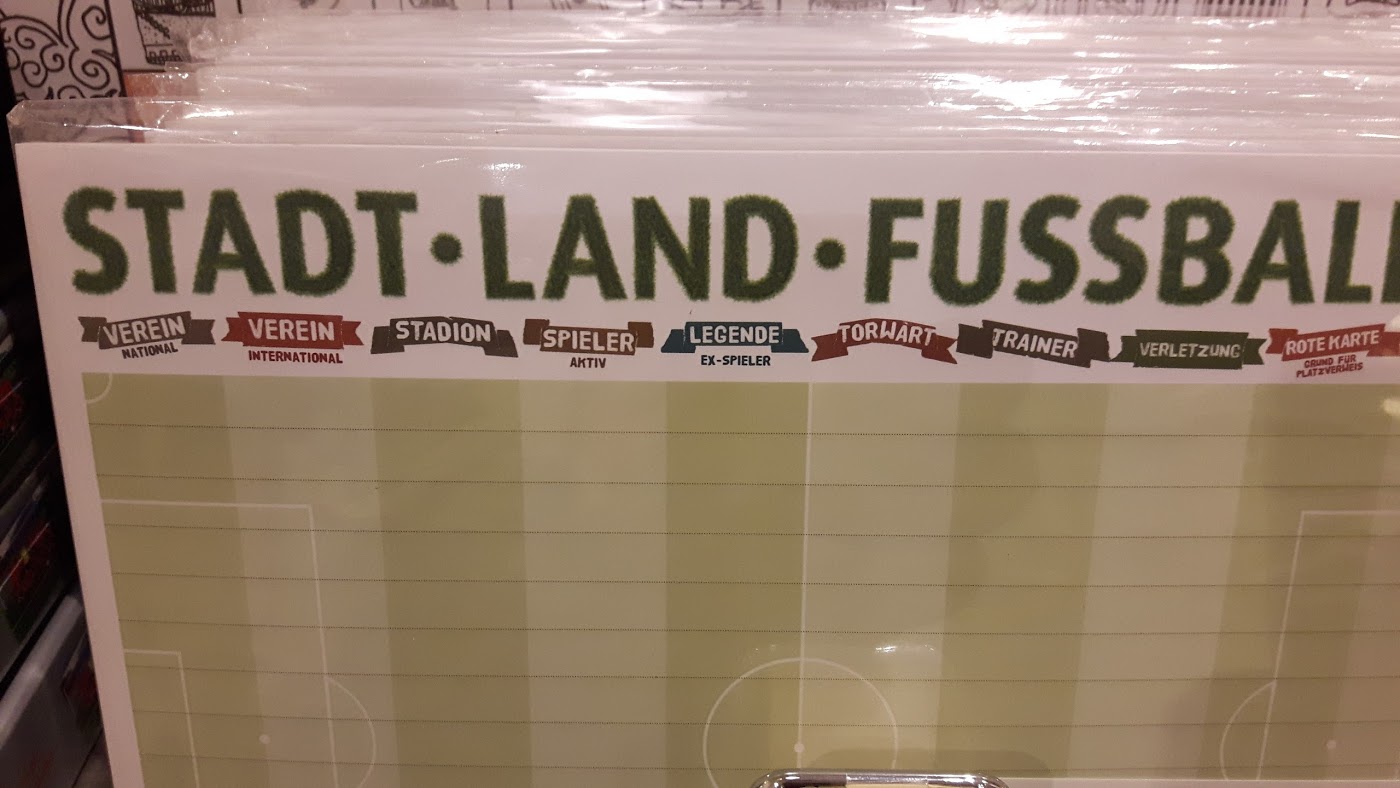 STADT·LAND·FUSSBAL
VEREIN
NATIONAL
VEREIN
INTERNATIONAL
STADION
SPIELER
AKTIV
LEGENDE
EX-SPIELER
TORWART
TRAINER
VERLETZUNG
ROTE KARTE
GRUND FÜR
PLATZVERWEIS